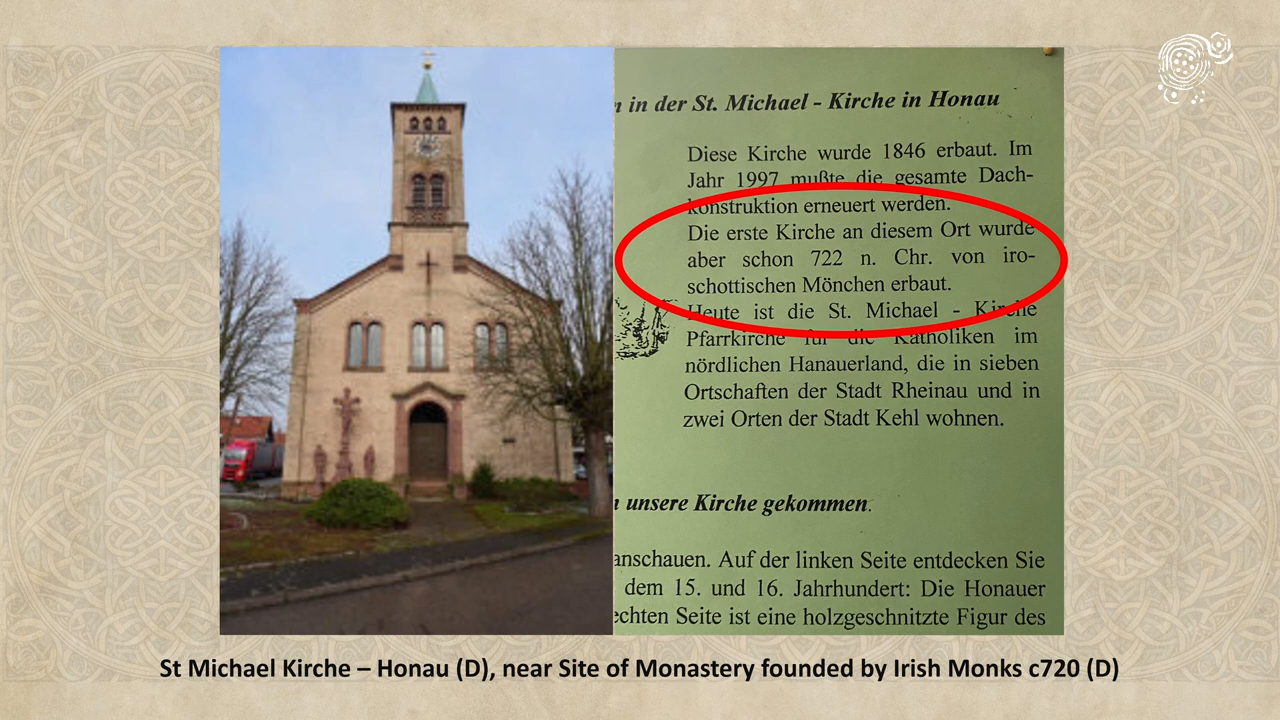 n in der St. Michael - Kirche in Honau
Diese Kirche wurde 1846 erbaut. Im
Jahr 1997 mußte die gesamte Dach-
konstruktion erneuert werden.
Die erste Kirche an diesem Ort wurde
aber schon 722 n. Chr. von iro-
schottischen Mönchen erbaut.
Heute ist die St. Michael - Kirche
Pfarrkirche für die Katholiken im
nördlichen Hanauerland, die in sieben
Ortschaften der Stadt Rheinau und in
zwei Orten der Stadt Kehl wohnen.
n unsere Kirche gekommen.
anschauen. Auf der linken Seite entdecken Sie
dem 15. und 16. Jahrhundert: Die Honauer
echten Seite ist eine holzgeschnitzte Figur des
St Michael Kirche – Honau (D), near Site of Monastery founded by Irish Monks c720 (D)